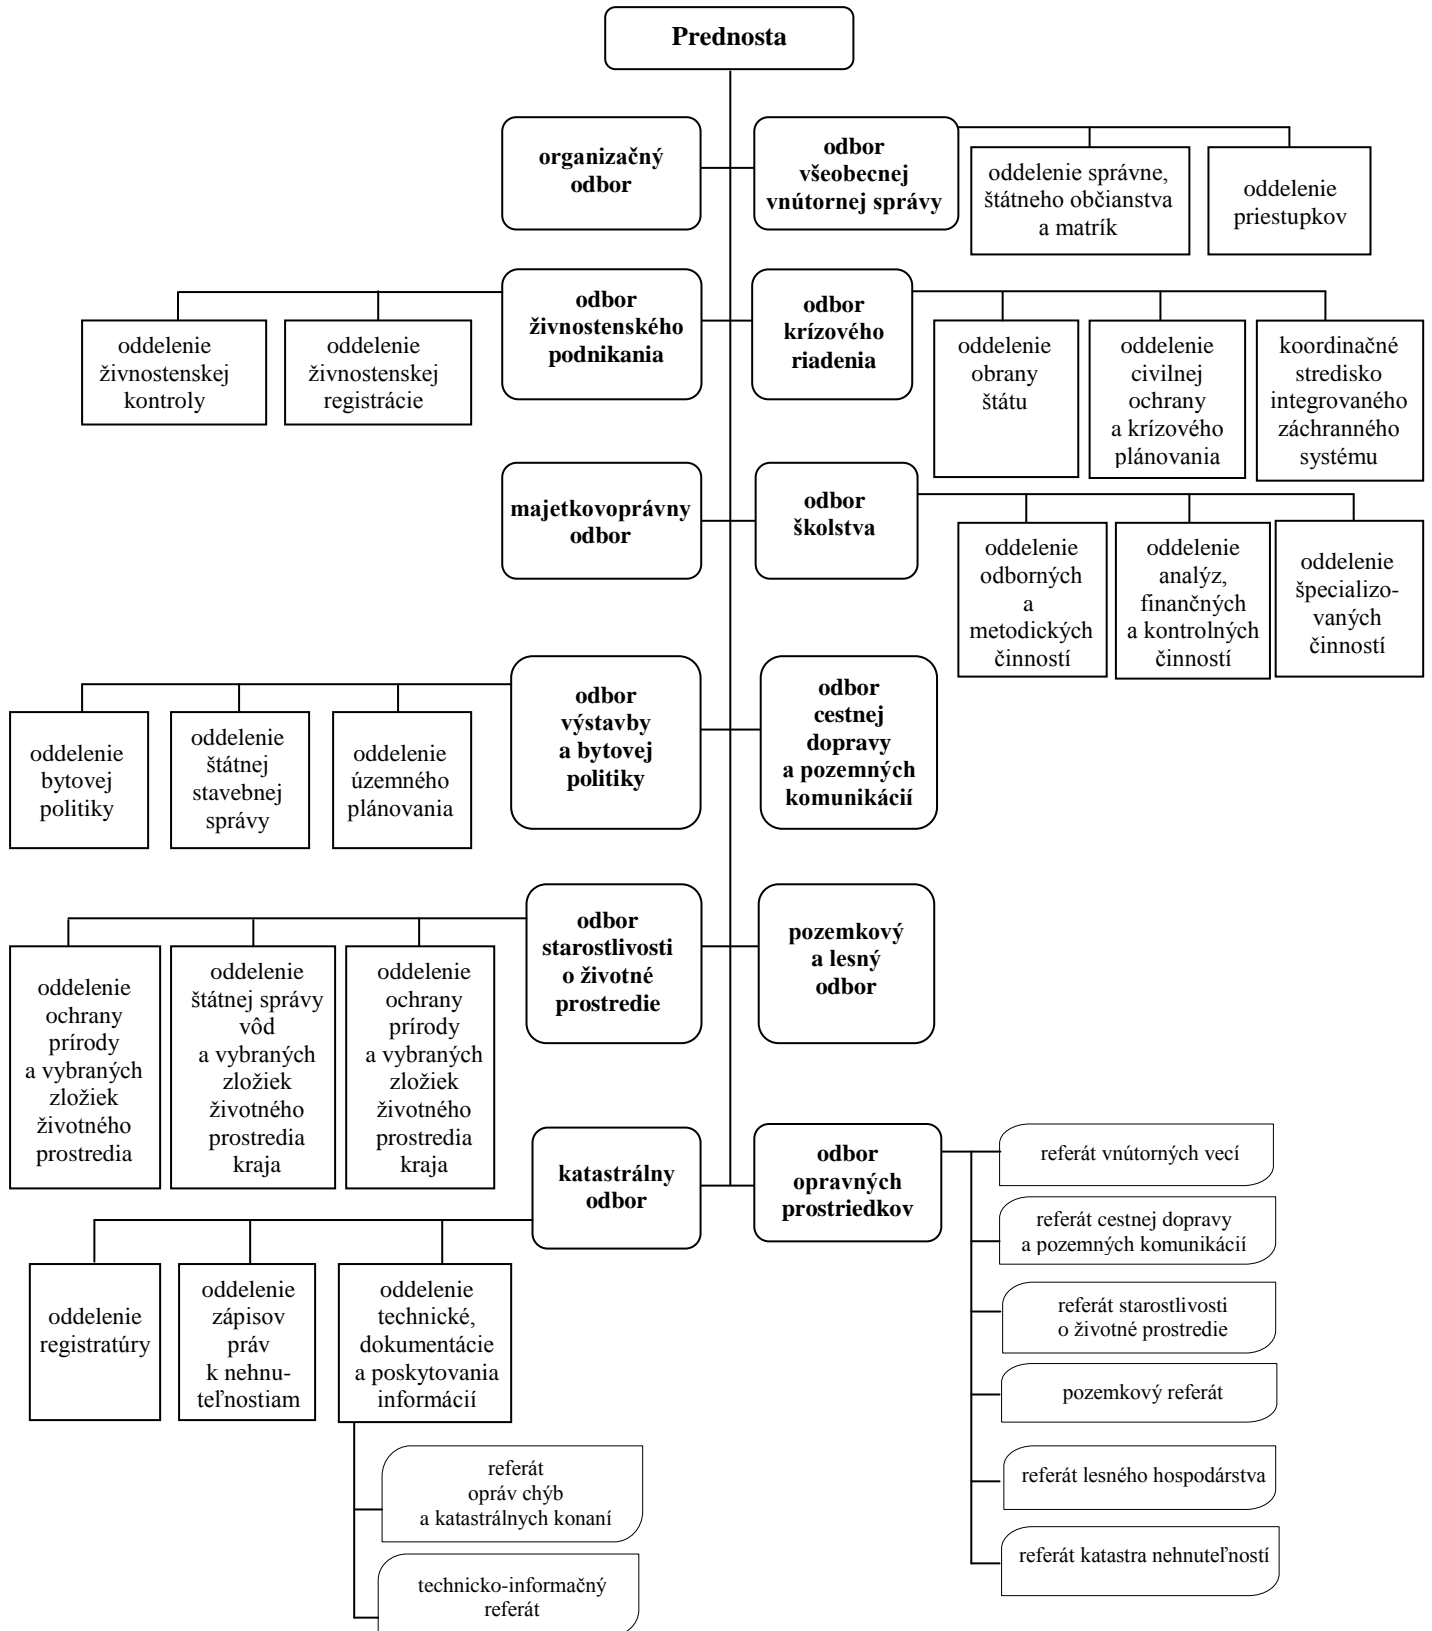 Prednosta
organizačný
odbor
odbor
všeobecnej
vnútornej správy
oddelenie správne,
štátneho občianstva
a matrík
oddelenie
priestupkov
odbor
živnostenského
podnikania
oddelenie
živnostenskej
kontroly
oddelenie
živnostenskej
registrácie
odbor
krízového
riadenia
oddelenie
obrany
štátu
oddelenie
civilnej
ochrany
a krízového
plánovania
koordinačné
stredisko
integrovaného
záchranného
systému
majetkovoprávny
odbor
odbor
školstva
oddelenie
odborných
a
metodických
činností
oddelenie
analýz,
finančných
a kontrolných
činností
oddelenie
špecializo-
vaných
činností
odbor
výstavby
a bytovej
politiky
oddelenie
bytovej
politiky
oddelenie
štátnej
stavebnej
správy
oddelenie
územného
plánovania
odbor
cestnej
dopravy
a pozemných
komunikácií
odbor
starostlivosti
o životné
prostredie
oddelenie
ochrany
prírody
a vybraných
zložiek
životného
prostredia
oddelenie
štátnej správy
vôd
a vybraných
zložiek
životného
prostredia
kraja
oddelenie
ochrany
prírody
a vybraných
zložiek
životného
prostredia
kraja
pozemkový
a lesný
odbor
katastrálny
odbor
oddelenie
registratúry
oddelenie
zápisov
práv
k nehnu-
teľnostiam
oddelenie
technické,
dokumentácie
a poskytovania
informácií
referát
opráv chýb
a katastrálnych konaní
technicko-informačný
referát
odbor
opravných
prostriedkov
referát vnútorných vecí
referát cestnej dopravy
a pozemných komunikácií
referát starostlivosti
o životné prostredie
pozemkový referát
referát lesného hospodárstva
referát katastra nehnuteľností